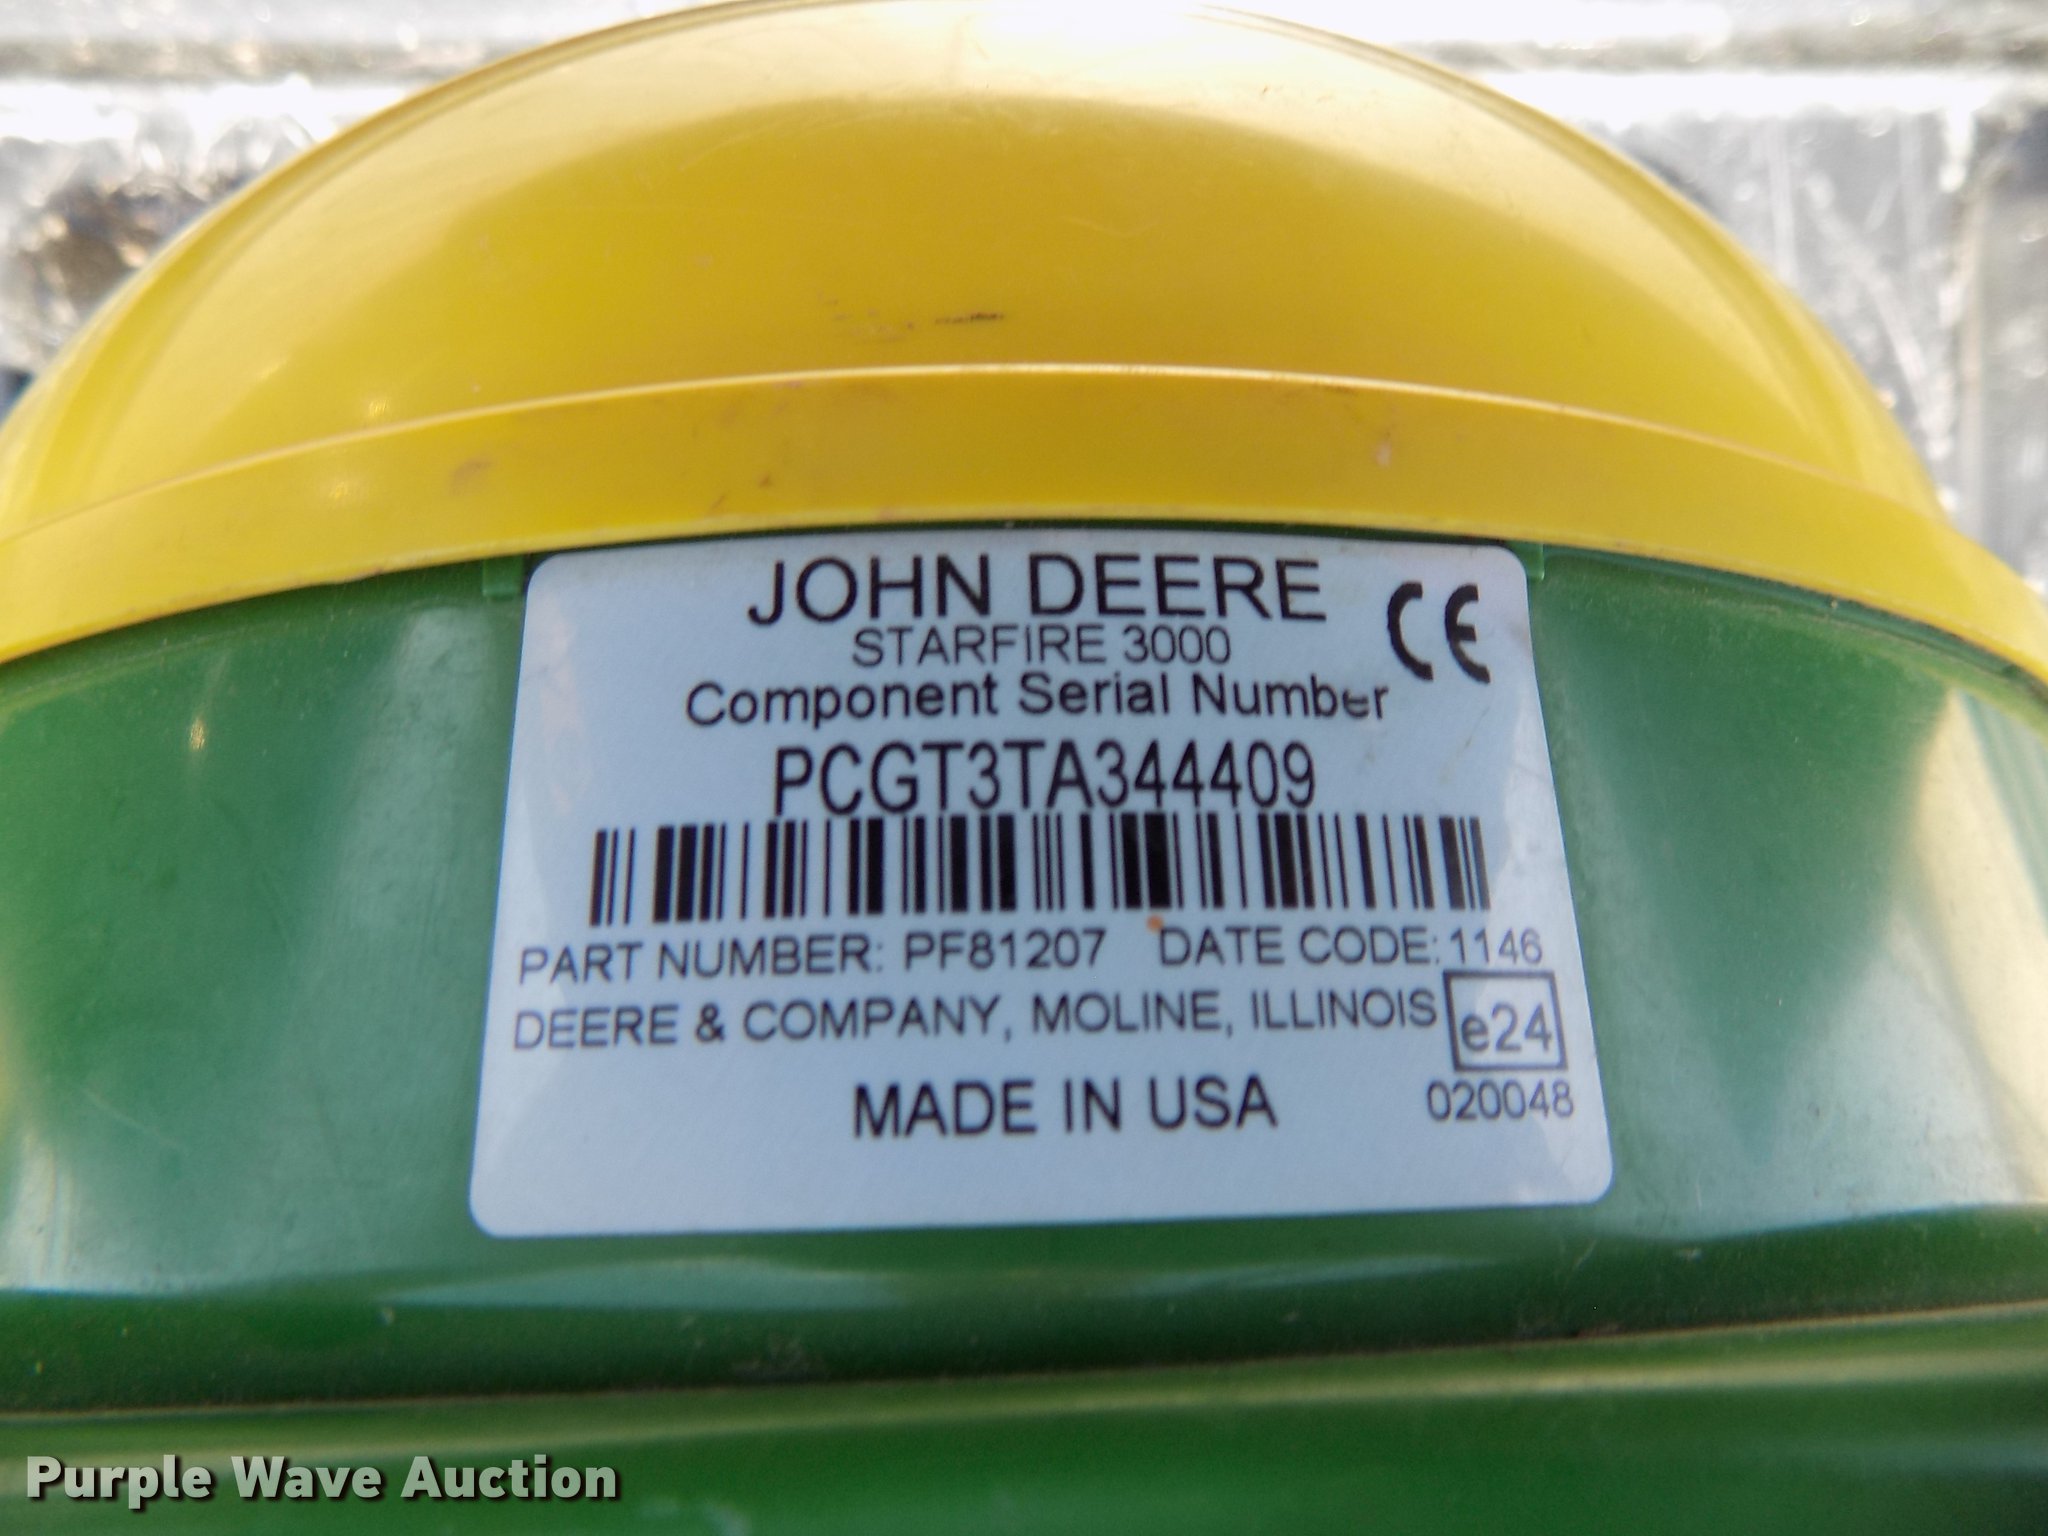 JOHN DEERE
CE
STARFIRE 3000
Component Serial Number
PCGT3TA344409
PART NUMBER: PF81207 DATE CODE: 1146
DEERE & COMPANY, MOLINE, ILLINOIS
e24
MADE IN USA
020048
Purple Wave Auction